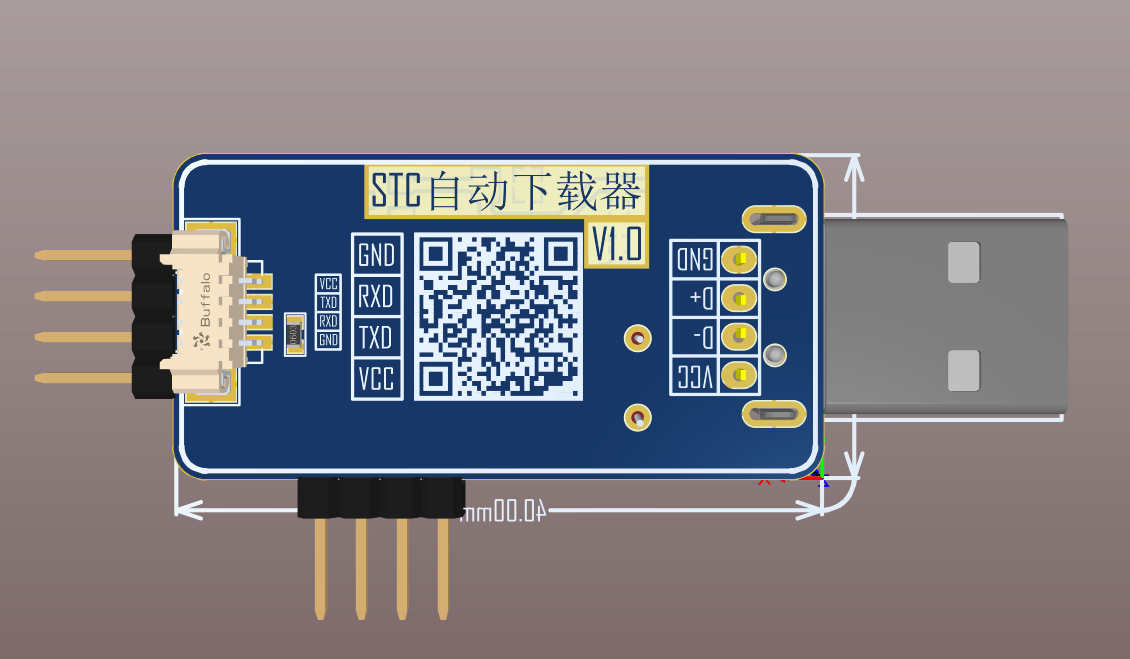 STC自动下载器
V1.0
GND
RXD
TXD
VCC
VCC
TXD
RXD
GND
Buffalo
0603
GND
D+
D-
VCC
40.00mm